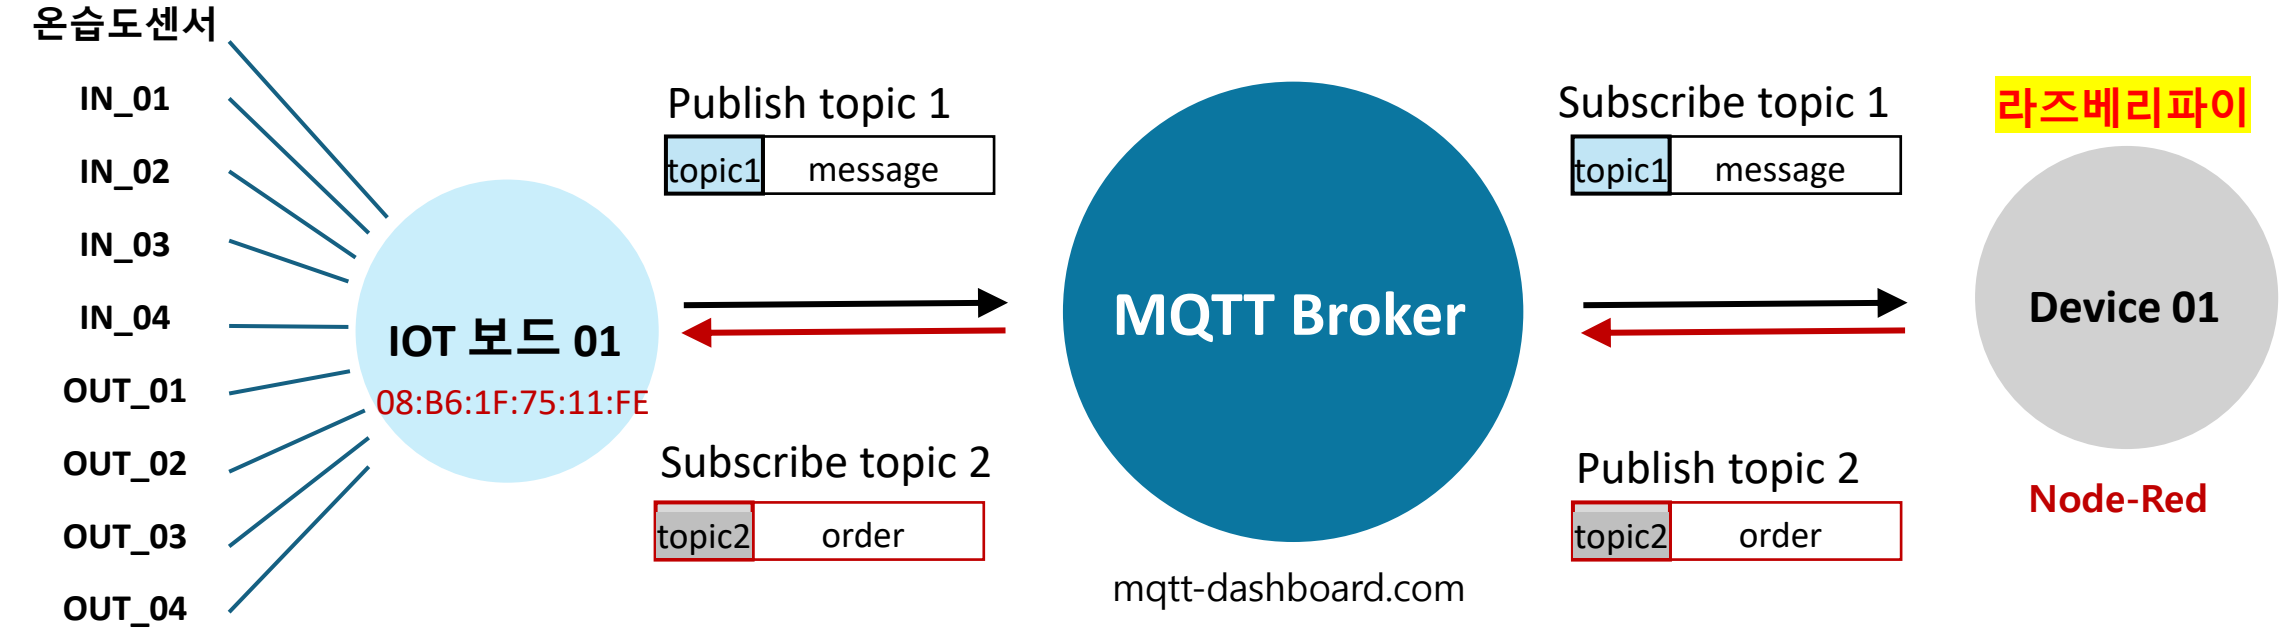 온습도센서
IN_01
IN_02
IN_03
IN_04
OUT_01
OUT_02
OUT_03
OUT_04
IOT 보드 01
08:B6:1F:75:11:FE
Publish topic 1
topic1 message
Subscribe topic 2
topic2 order
MQTT Broker
mqtt-dashboard.com
Subscribe topic 1
topic1 message
Publish topic 2
topic2 order
라즈베리파이
Device 01
Node-Red